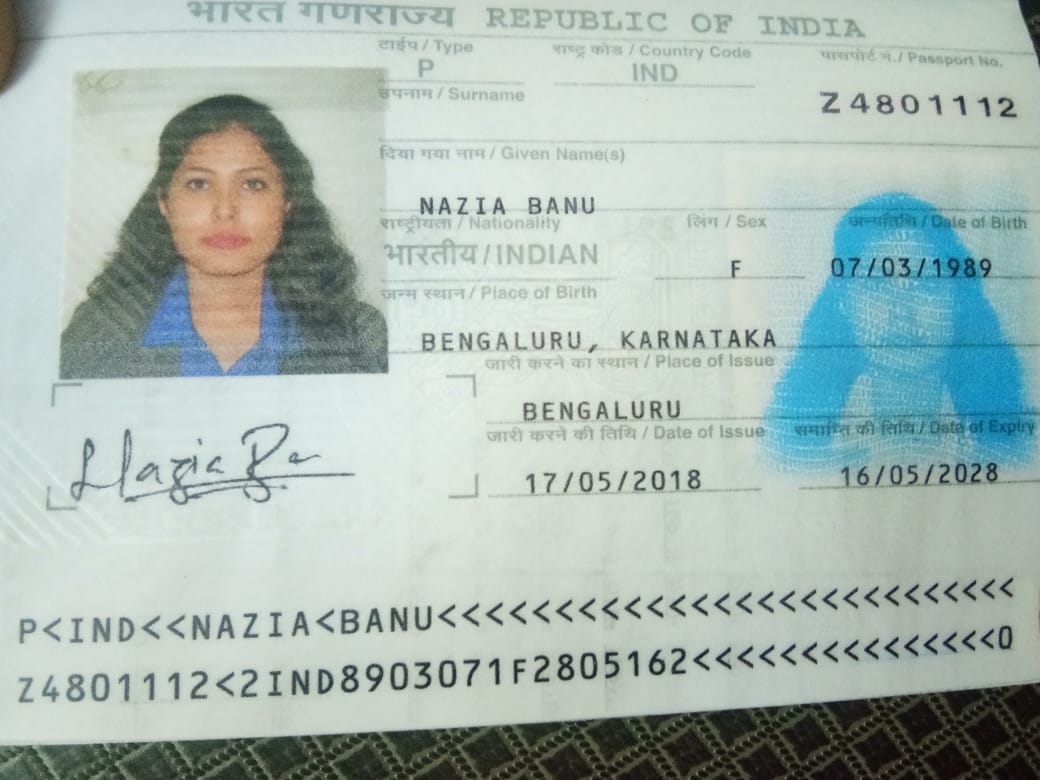 भारत गणराज्य REPUBLIC OF INDIA
टाईप / Type
राष्ट्र कोड / Country Code
पासपोर्ट नं. / Passport No.
P
IND
Z4801112
उपनाम / Surname
दिया गया नाम / Given Name(s)
NAZIA BANU
राष्ट्रीयता / Nationality
लिंग / Sex
जन्मतिथि / Date of Birth
भारतीय / INDIAN
F
07/03/1989
जन्म स्थान / Place of Birth
BENGALURU, KARNATAKA
जारी करने का स्थान / Place of Issue
BENGALURU
जारी करने की तिथि / Date of Issue
समाप्ति की तिथि / Date of Expiry
17/05/2018
16/05/2028
Nazia Ba
P<IND<<NAZIA<BANU<<<<<<<<<<<<<<<<<<<<<<<<<<<
Z4801112<2IND8903071F2805162<<<<<<<<<<<<<<<0